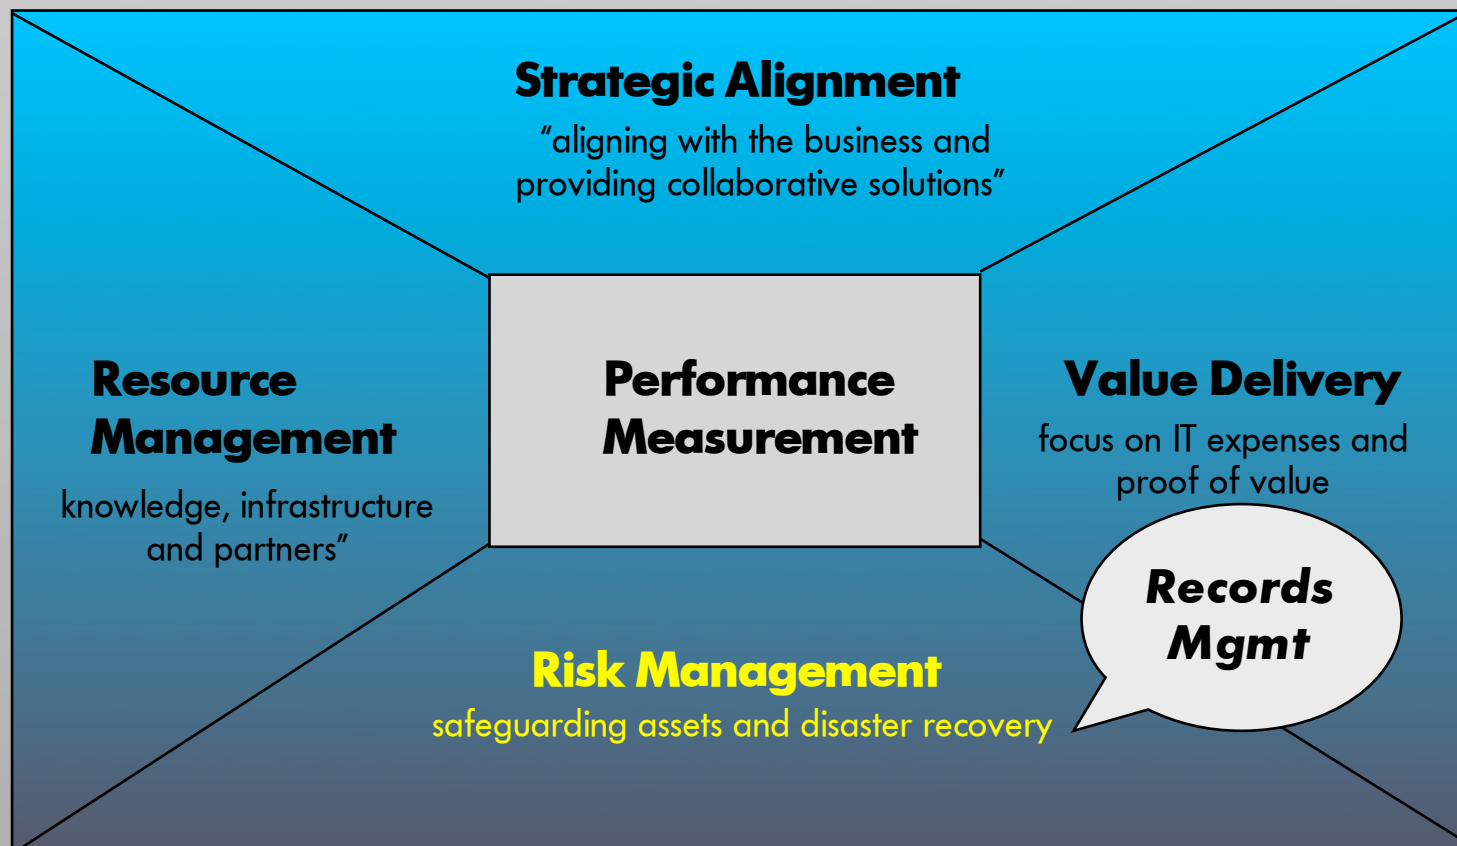 Strategic Alignment
“aligning with the business and
providing collaborative solutions”
Resource
Management
knowledge, infrastructure
and partners”
Performance
Measurement
Value Delivery
focus on IT expenses and
proof of value
Records
Mgmt
Risk Management
safeguarding assets and disaster recovery